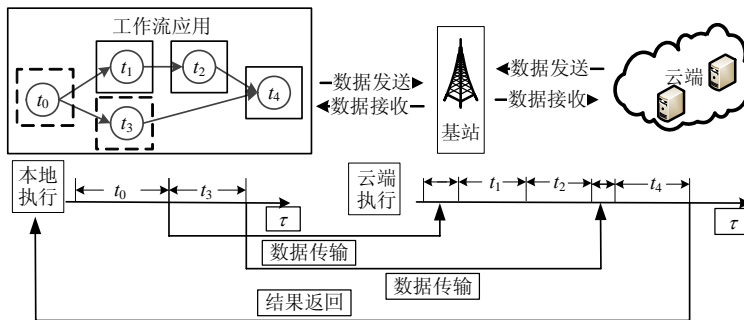 工作流应用
t0
t1
t2
t3
t4
数据发送
数据接收
基站
数据发送
数据接收
云端
本地
执行
t0
t3
τ
云端
执行
t1
t2
t4
τ
数据传输
数据传输
结果返回